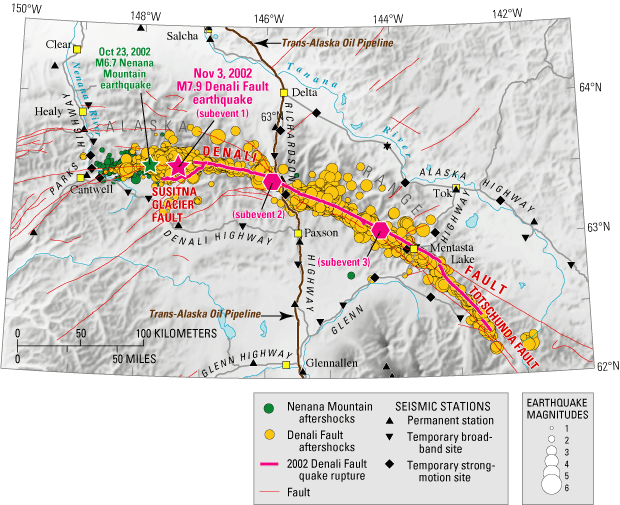 150°W
148°W
146°W
144°W
142°W
Clear
Oct 23, 2002
M6.7 Nenana
Mountain
earthquake
Salcha
Trans-Alaska Oil Pipeline
Nov 3, 2002
M7.9 Denali Fault
earthquake
(subevent 1)
Tanana
River
Nenana River
Delta
64°N
Healy
PARKS HIGHWAY
ALASKA
RANGE
63°N
RICHARDSON
HIGHWAY
DENALI
FAULT
Cantwell
SUSITNA
GLACIER
FAULT
(subevent 2)
ALASKA HIGHWAY
Tok
HIGHWAY
DENALI HIGHWAY
Paxson
63°N
(subevent 3)
Mentasta
Lake
TOTSCHUNDA FAULT
Trans-Alaska Oil Pipeline
GLENN
0 50 100 KILOMETERS
0 50 MILES
GLENN HIGHWAY
Glennallen
62°N
Nenana Mountain
aftershocks
Denali Fault
aftershocks
2002 Denali Fault
quake rupture
Fault
SEISMIC STATIONS
Permanent station
Temporary broad-
band site
Temporary strong-
motion site
EARTHQUAKE
MAGNITUDES
1
2
3
4
5
6